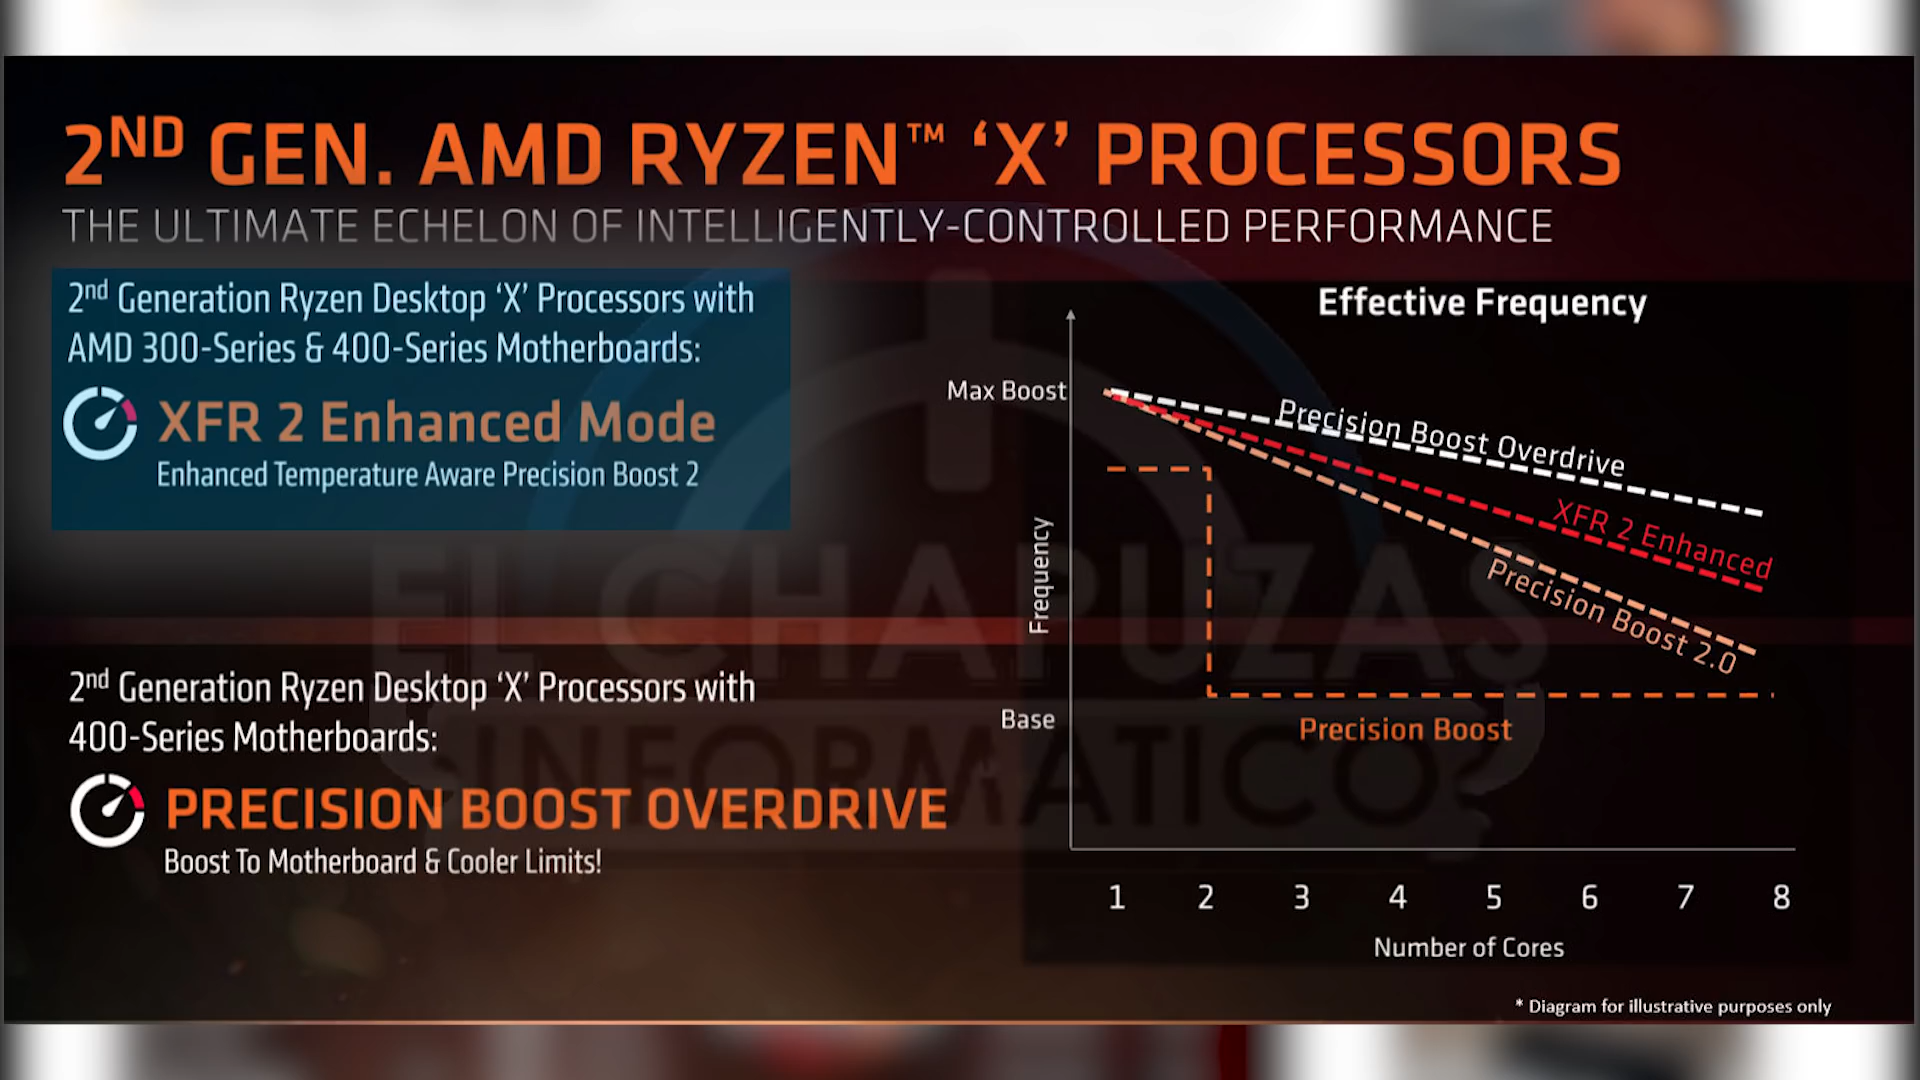 2ND GEN. AMD RYZEN™ ‘X’ PROCESSORS
THE ULTIMATE ECHELON OF INTELLIGENTLY-CONTROLLED PERFORMANCE
2nd Generation Ryzen Desktop ‘X’ Processors with
AMD 300-Series & 400-Series Motherboards:
XFR 2 Enhanced Mode
Enhanced Temperature Aware Precision Boost 2
2nd Generation Ryzen Desktop ‘X’ Processors with
400-Series Motherboards:
PRECISION BOOST OVERDRIVE
Boost To Motherboard & Cooler Limits!
Effective Frequency
Max Boost
Precision Boost Overdrive
XFR 2 Enhanced
Precision Boost 2.0
Frequency
Base
Precision Boost
1 2 3 4 5 6 7 8
Number of Cores
* Diagram for illustrative purposes only
EL CHAPUZAS
INFORMÁTICO